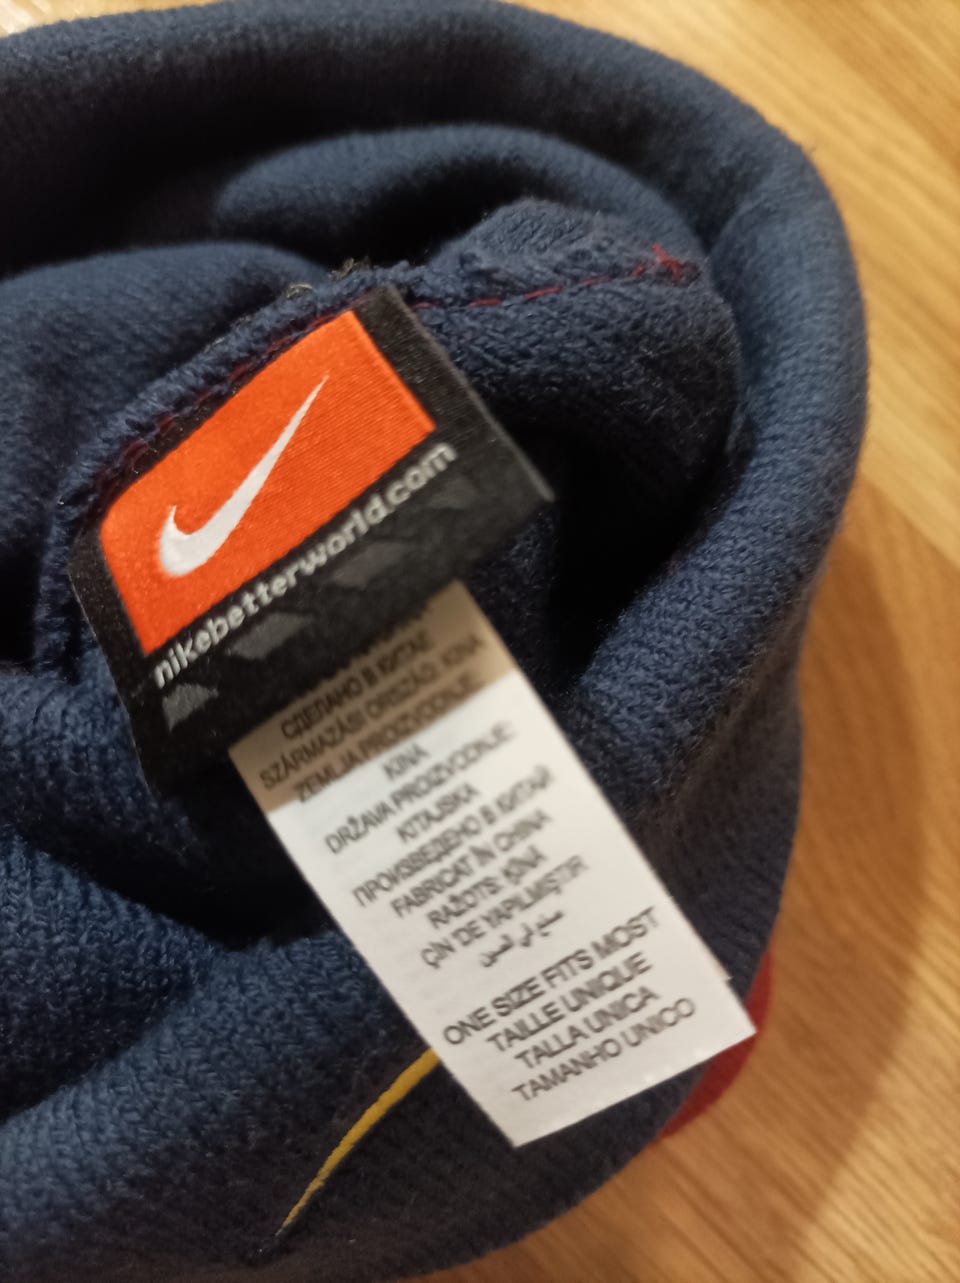 nikebetterworld.com
СДЕЛАНО В КИТАЕ
SZÁRMAZÁSI ORSZÁG: KÍNA
ZEMLJA PROIZVODNJE:
KINA
DRŽAVA PROIZVODNJE:
KITAJSKA
ПРОИЗВЕДЕНО В КИТАЙ
FABRICAT ÎN CHINA
RAŽOTS: ĶĪNĀ
ÇİN'DE YAPILMIŞTIR
صنع في الصين
ONE SIZE FITS MOST
TAILLE UNIQUE
TALLA UNICA
TAMANHO UNICO